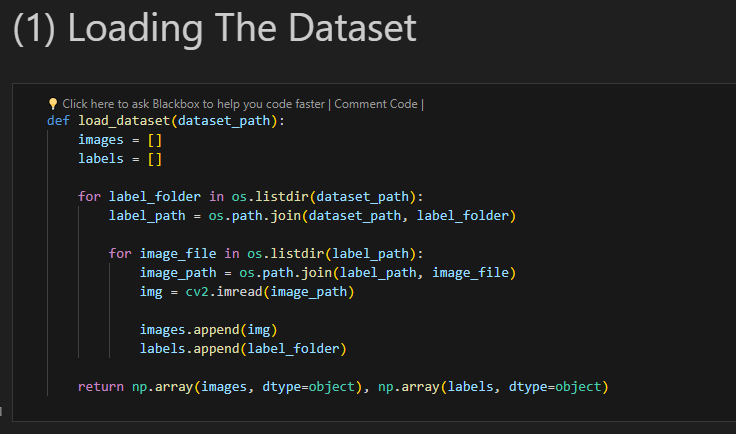 (1) Loading The Dataset
Click here to ask Blackbox to help you code faster | Comment Code |
def load_dataset(dataset_path):
    images = []
    labels = []
    for label_folder in os.listdir(dataset_path):
        label_path = os.path.join(dataset_path, label_folder)
        for image_file in os.listdir(label_path):
            image_path = os.path.join(label_path, image_file)
            img = cv2.imread(image_path)
            images.append(img)
            labels.append(label_folder)
    return np.array(images, dtype=object), np.array(labels, dtype=object)